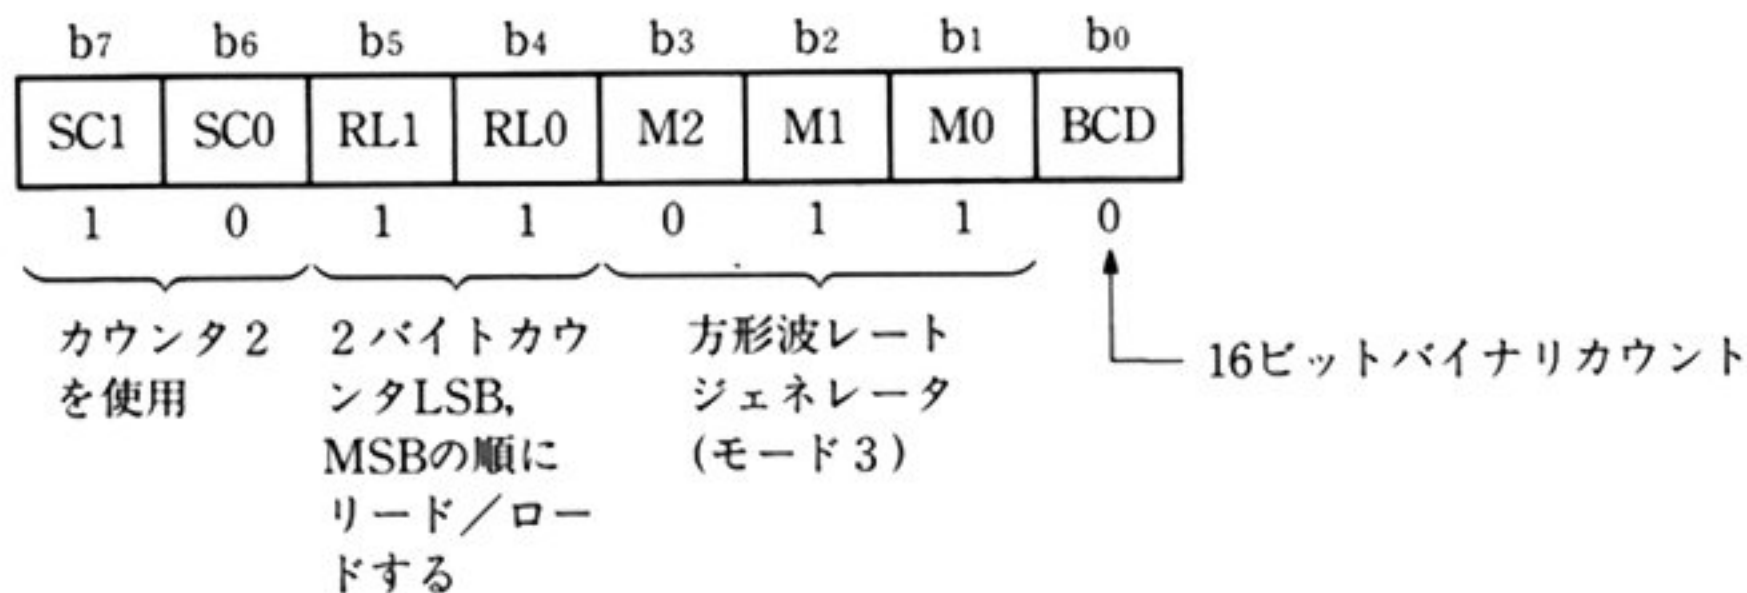 b7 b6 b5 b4 b3 b2 b1 b0
SC1 SC0 RL1 RL0 M2 M1 M0 BCD
1 0 1 1 0 1 1 0
カウンタ2
を使用
2バイトカウ
ンタLSB,
MSBの順に
リード／ロー
ドする
方形波レート
ジェネレータ
(モード3)
16ビットバイナリカウント